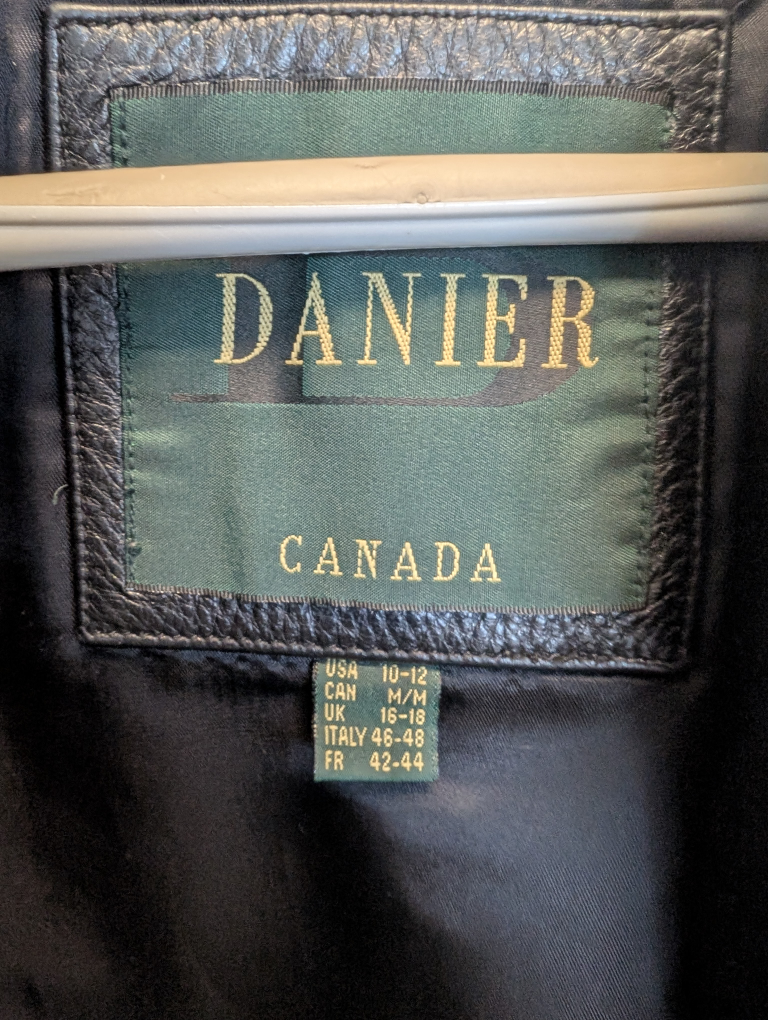 DANIER
CANADA
USA 10-12
CAN M/M
UK 16-18
ITALY 46-48
FR 42-44